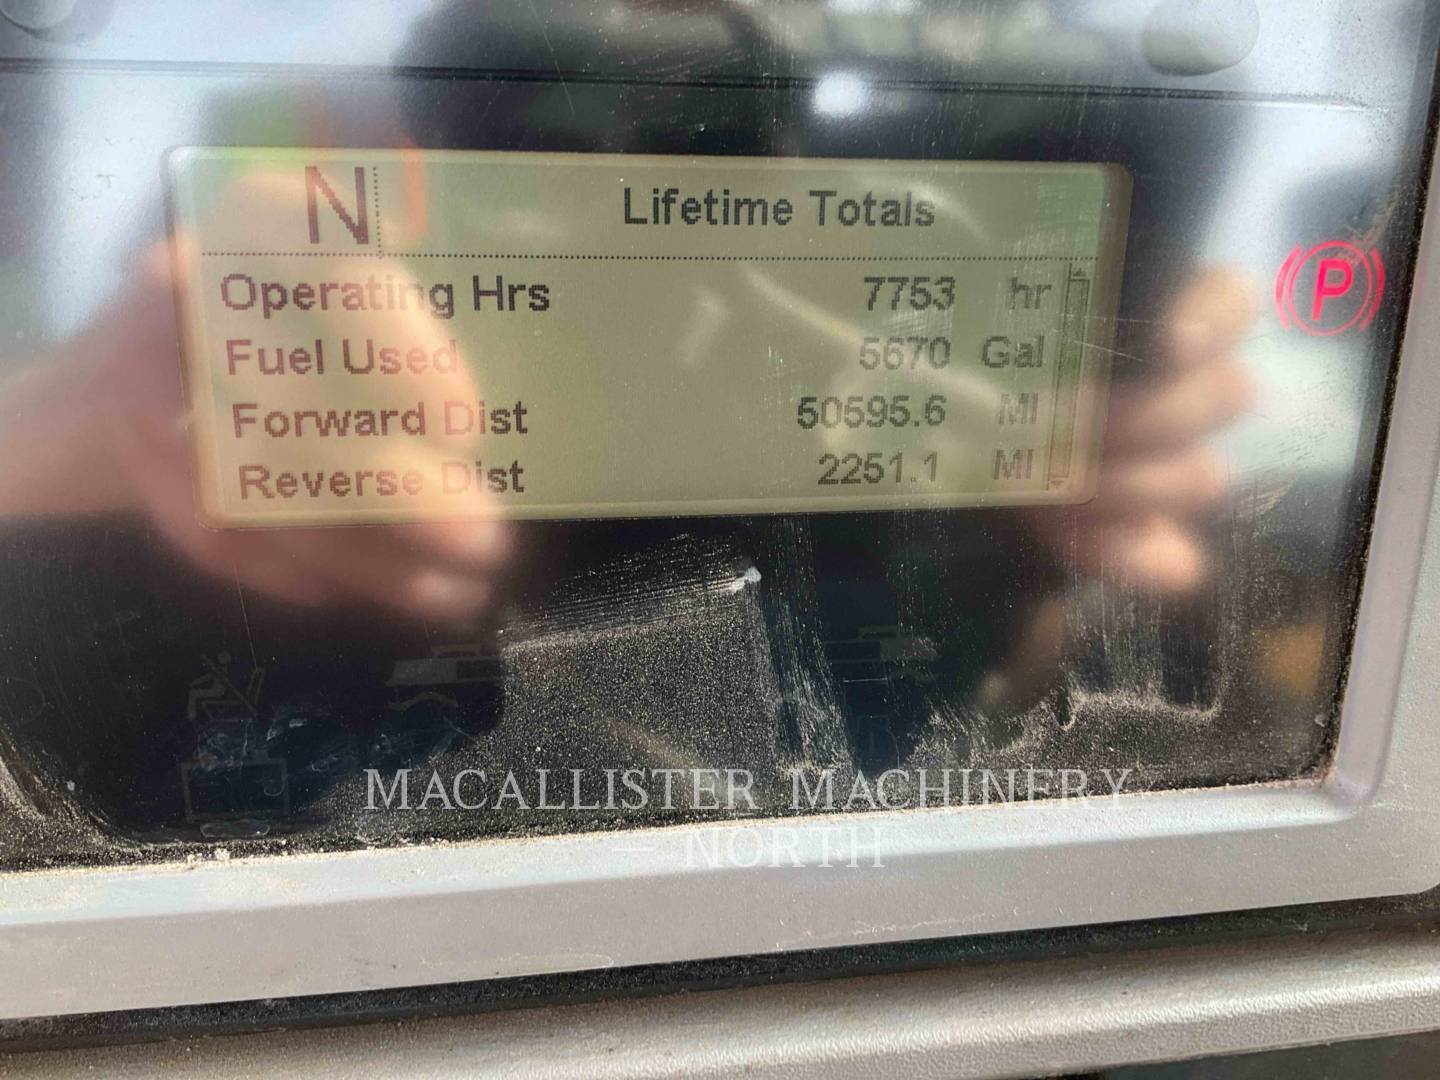 N Lifetime Totals
Operating Hrs 7753 hr
Fuel Used 5670 Gal
Forward Dist 50595.6 MI
Reverse Dist 2251.1 MI
P
MACALLISTER MACHINERY
— NORTH